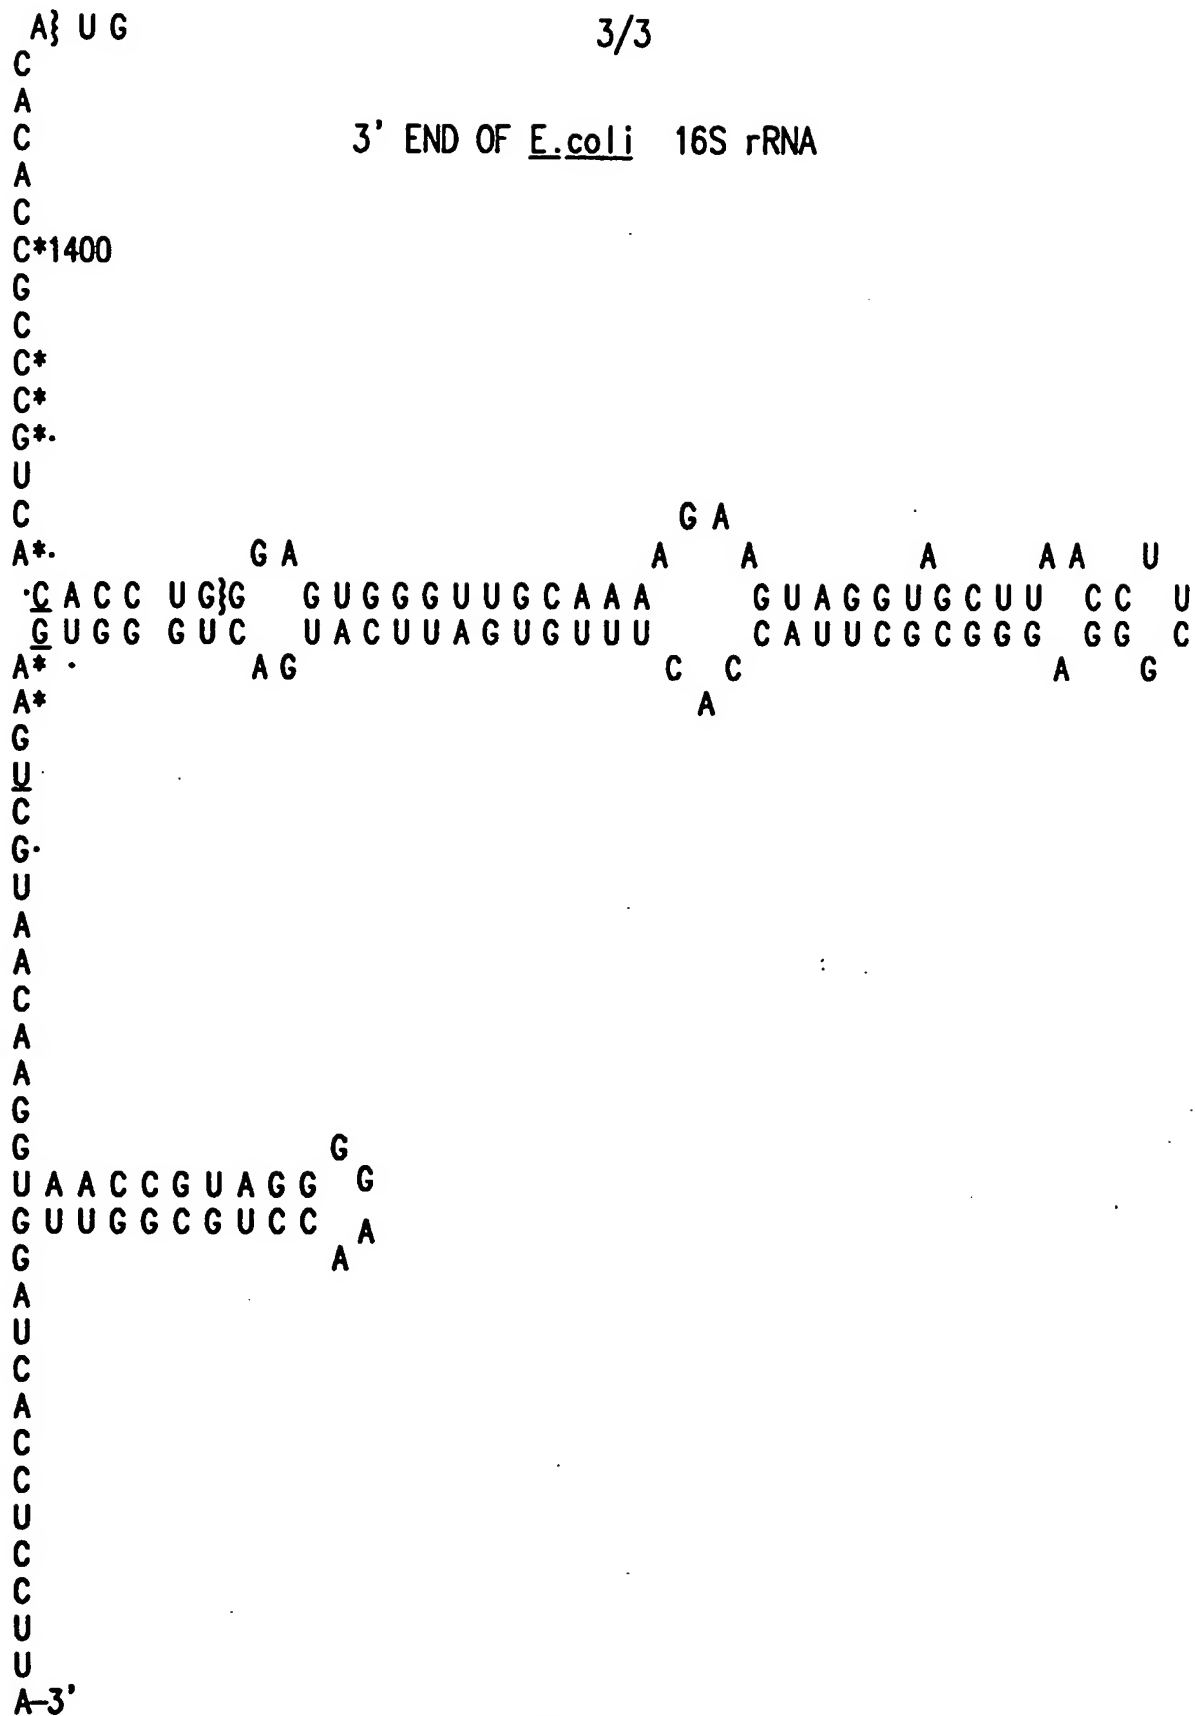 A} U G 3/3
C
A
C 3' END OF E.coli 16S rRNA
A
C
C*1400
G
C
C*
C*
G*·
U
C
G A
A*· G A A A A A A U
·C A C C U G}G G U G G G U U G C A A A G U A G G U G C U U C C U
G U G G G U C U A C U U A G U G U U U C A U U C G C G G G G G C
A* · A G C C A G
A* A
G
U
C
G·
U
A
A
C
A
A
G
G G
U A A C C G U A G G G
G U U G G C G U C C A
G A
A
U
C
A
C
C
U
C
C
U
U
A-3'